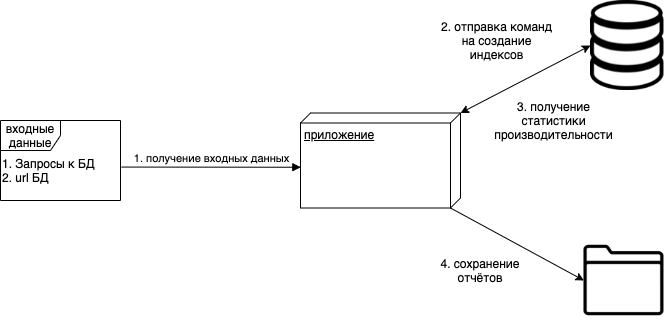 2. отправка команд
на создание
индексов
3. получение
статистики
производительности
входные
данные
1. Запросы к БД
2. url БД
1. получение входных данных
приложение
4. сохранение
отчётов